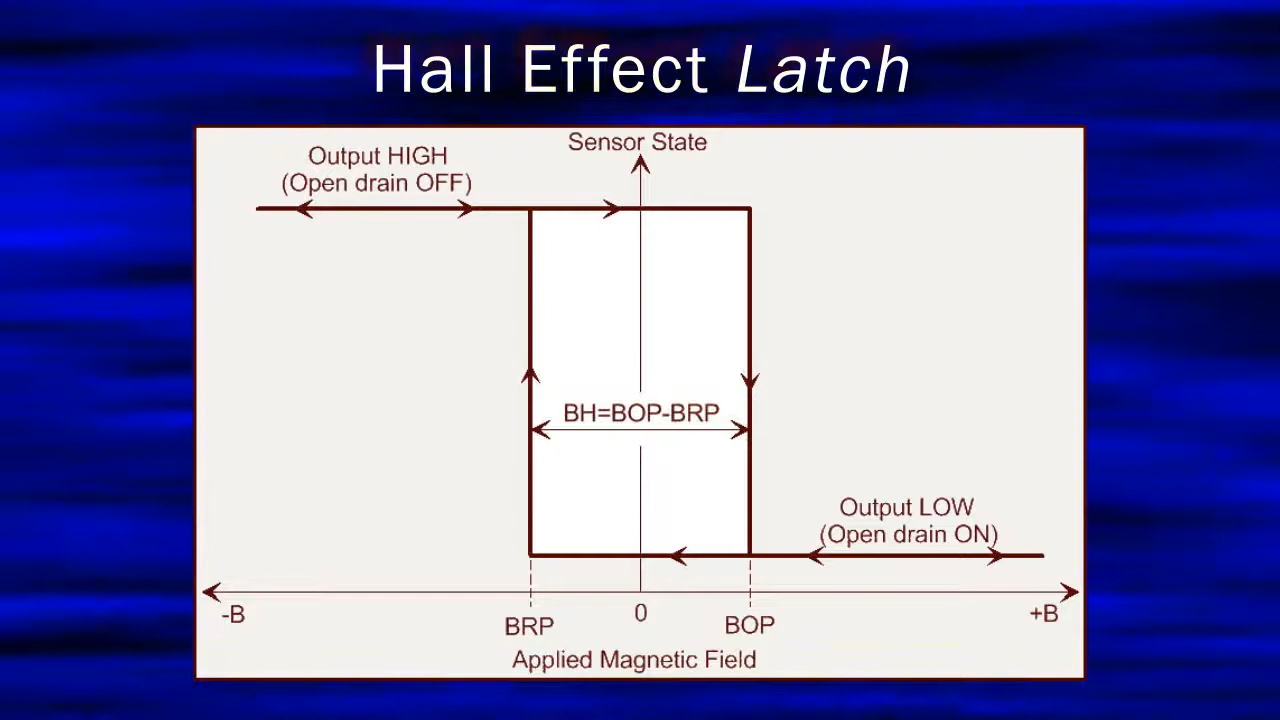 Hall Effect Latch
Sensor State
Output HIGH
(Open drain OFF)
BH=BOP-BRP
Output LOW
(Open drain ON)
-B
BRP
0
BOP
+B
Applied Magnetic Field